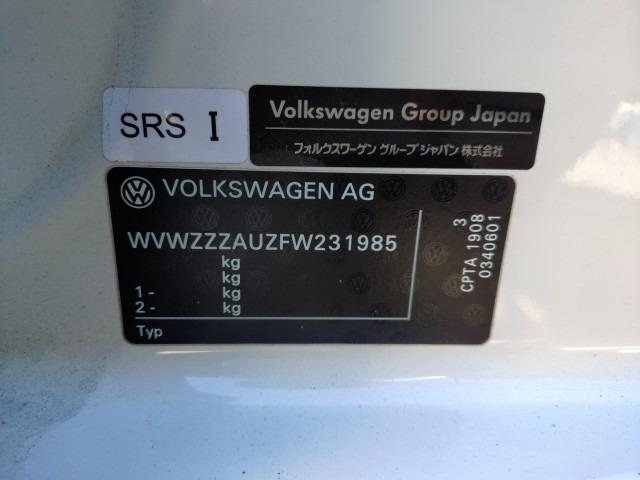 SRS I
Volkswagen Group Japan
フォルクスワーゲン グループ ジャパン 株式会社
VOLKSWAGEN AG
WVWZZZAUZFW231985
kg
kg
1 - kg
2 - kg
Typ
3
CPTA 1908
0340601